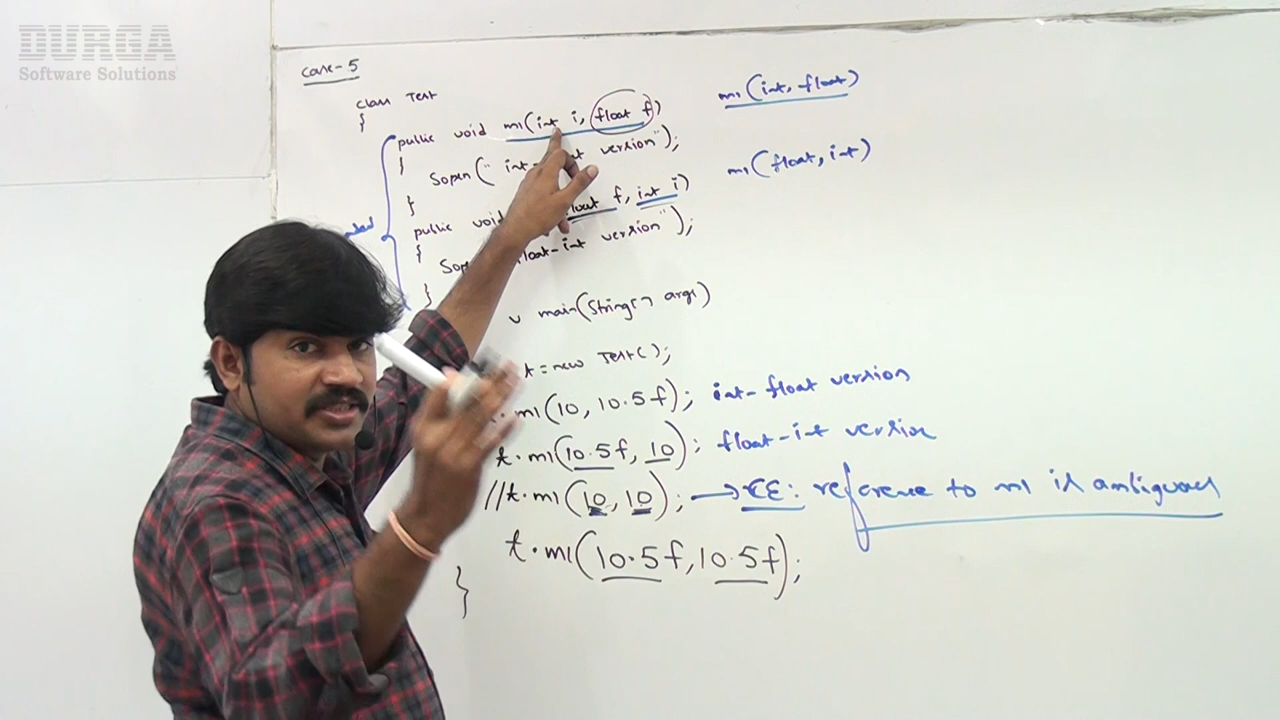 DURGA
Software Solutions
Case-5
class Test
{
public void m1(int i, float f)
{
Sopln(" int- version");
}
public void float f, int i)
{
Sop float-int version");
}
v main(String[] args)
t = new Test();
t.m1(10, 10.5f); int-float version
t.m1(10.5f, 10); float-int version
//t.m1(10, 10); → CE: reference to m1 is ambiguous
t.m1(10.5f, 10.5f);
}
m1(int, float)
m1(float, int)